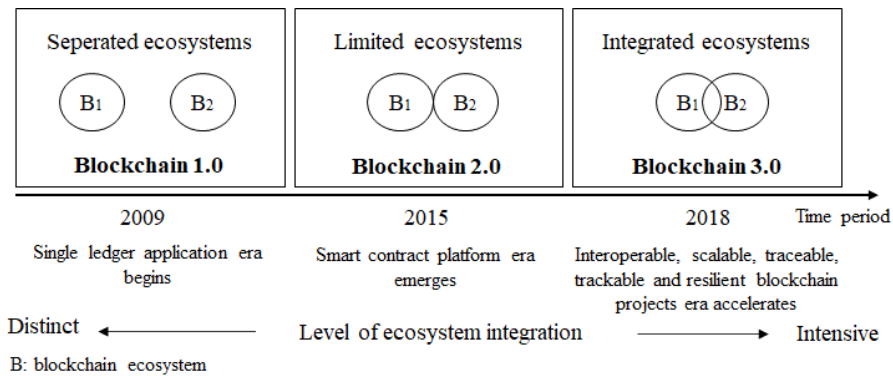 Seperated ecosystems
B1
B2
Blockchain 1.0
Limited ecosystems
B1
B2
Blockchain 2.0
Integrated ecosystems
B1
B2
Blockchain 3.0
2009
2015
2018
Time period
Single ledger application era
begins
Smart contract platform era
emerges
Interoperable, scalable, traceable,
trackable and resilient blockchain
projects era accelerates
Distinct
Level of ecosystem integration
Intensive
B: blockchain ecosystem